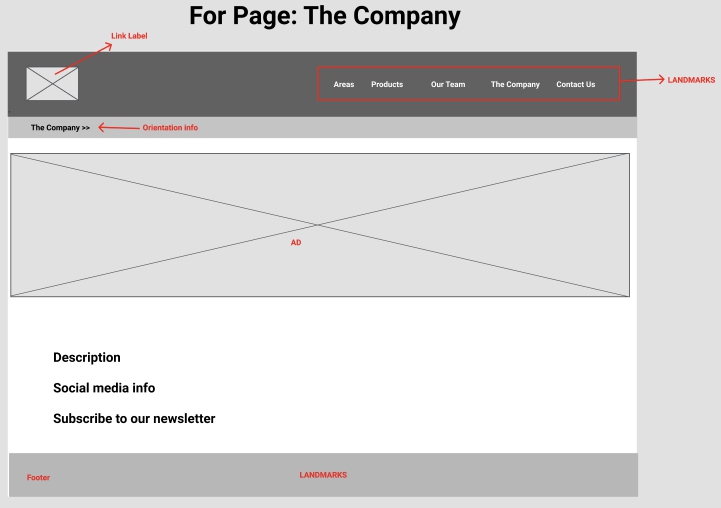 For Page: The Company
Link Label
Areas Products Our Team The Company Contact Us
LANDMARKS
The Company >>
Orientation info
AD
Description
Social media info
Subscribe to our newsletter
Footer
LANDMARKS